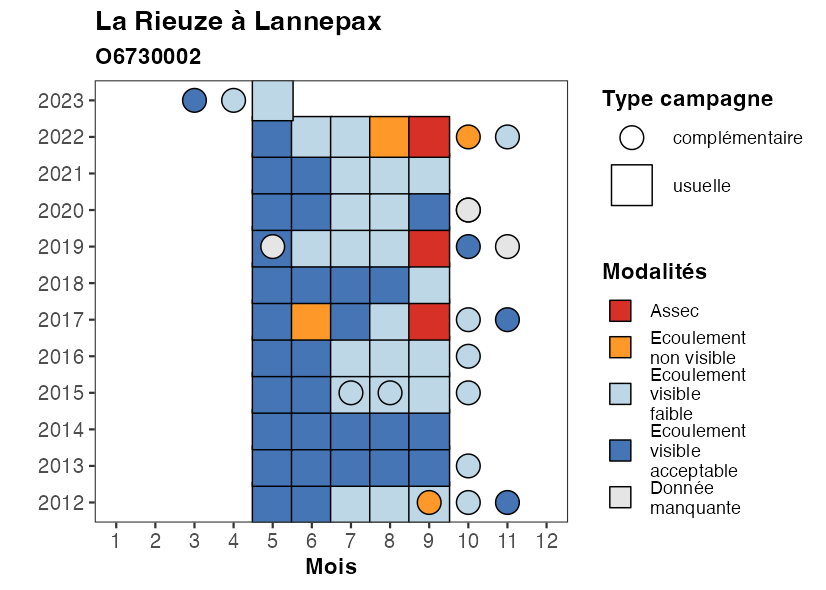 La Rieuze à Lannepax
O6730002
2023
2022
2021
2020
2019
2018
2017
2016
2015
2014
2013
2012
1 2 3 4 5 6 7 8 9 10 11 12
Mois
Type campagne
complémentaire
usuelle
Modalités
Assec
Ecoulement
non visible
Ecoulement
visible
faible
Ecoulement
visible
acceptable
Donnée
manquante